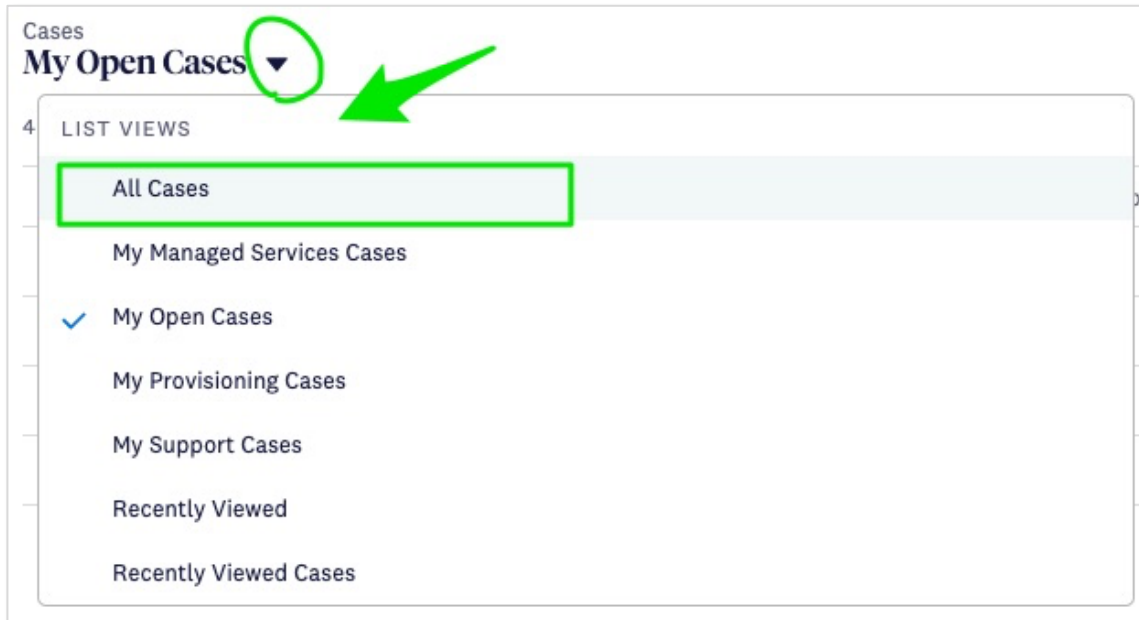 Cases
My Open Cases
4
LIST VIEWS
All Cases
My Managed Services Cases
My Open Cases
My Provisioning Cases
My Support Cases
Recently Viewed
Recently Viewed Cases